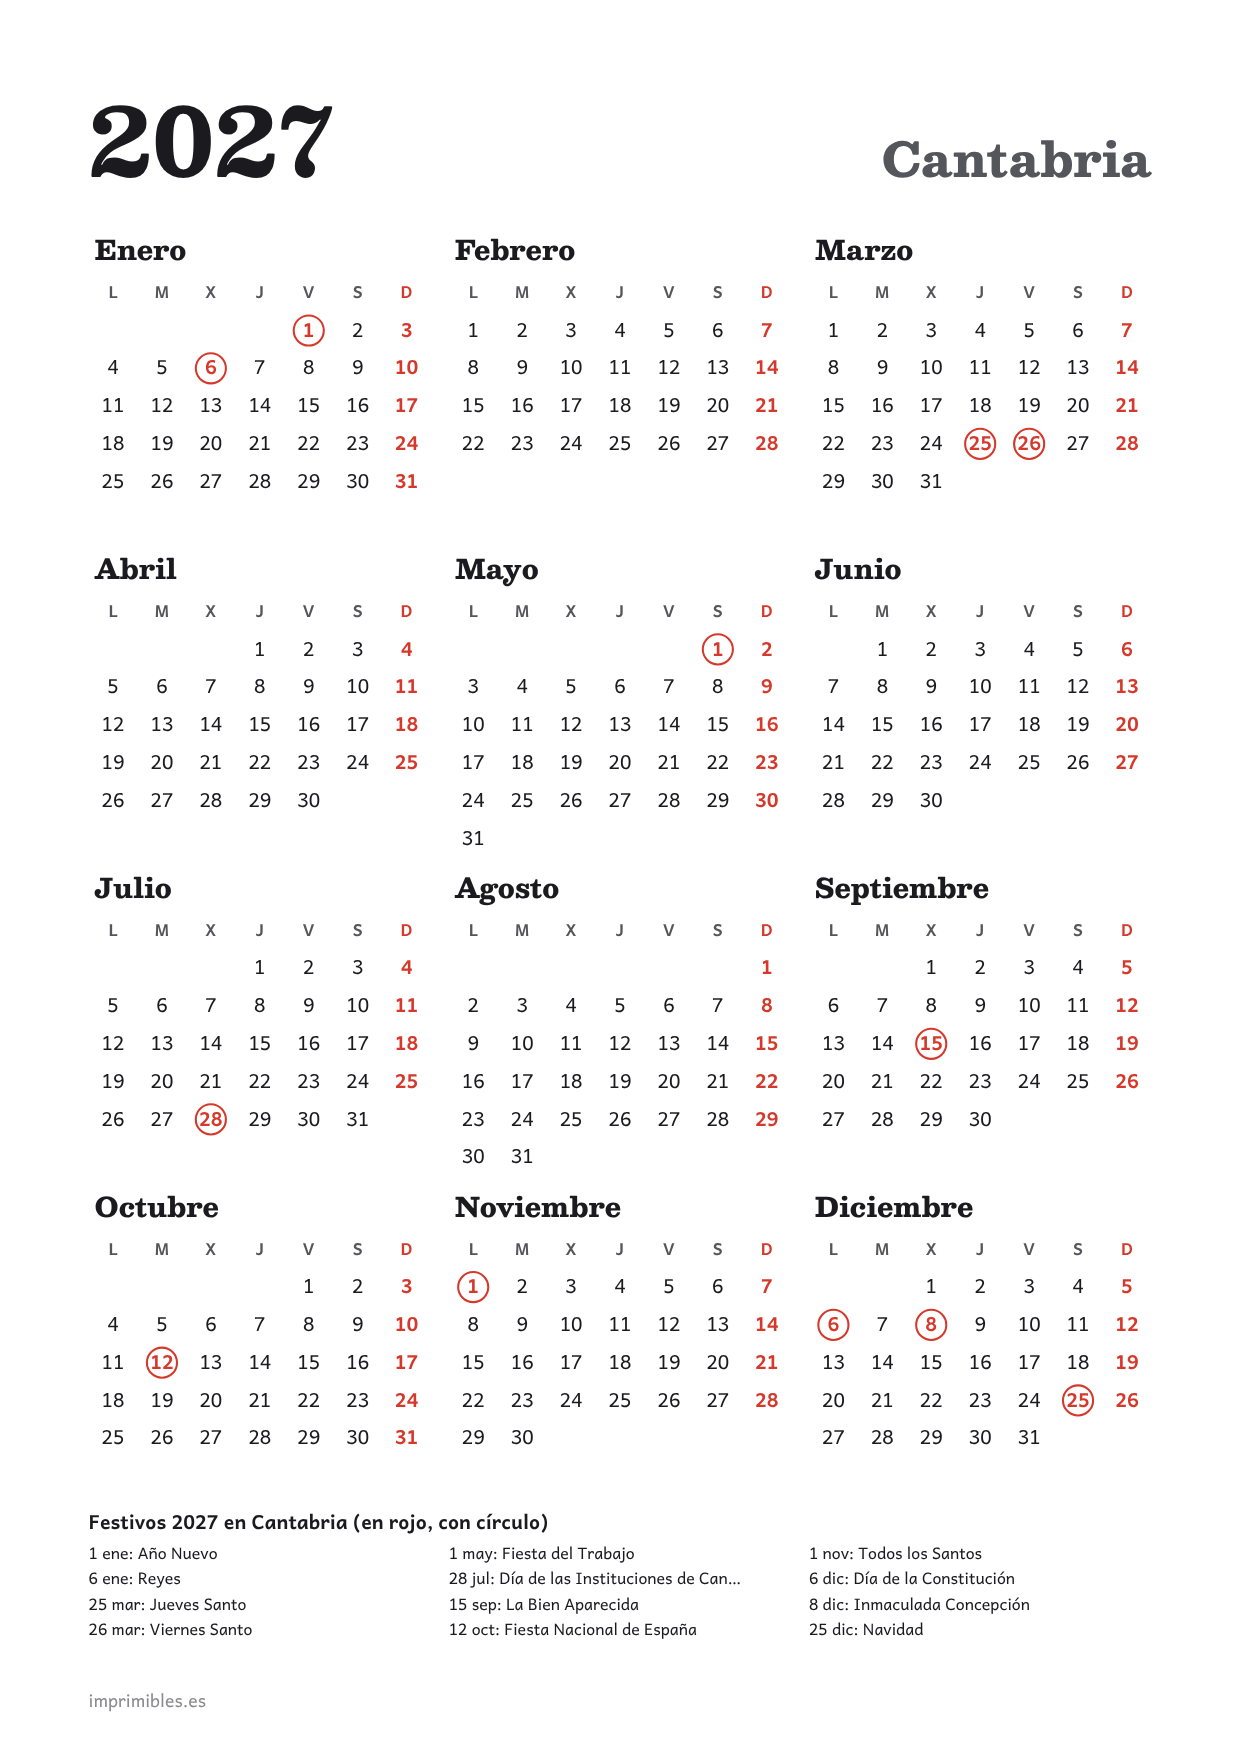 2027
Cantabria
Enero
L M X J V S D
1 2 3
4 5 6 7 8 9 10
11 12 13 14 15 16 17
18 19 20 21 22 23 24
25 26 27 28 29 30 31
Febrero
L M X J V S D
1 2 3 4 5 6 7
8 9 10 11 12 13 14
15 16 17 18 19 20 21
22 23 24 25 26 27 28
Marzo
L M X J V S D
1 2 3 4 5 6 7
8 9 10 11 12 13 14
15 16 17 18 19 20 21
22 23 24 25 26 27 28
29 30 31
Abril
L M X J V S D
1 2 3 4
5 6 7 8 9 10 11
12 13 14 15 16 17 18
19 20 21 22 23 24 25
26 27 28 29 30
Mayo
L M X J V S D
1 2
3 4 5 6 7 8 9
10 11 12 13 14 15 16
17 18 19 20 21 22 23
24 25 26 27 28 29 30
31
Junio
L M X J V S D
1 2 3 4 5 6
7 8 9 10 11 12 13
14 15 16 17 18 19 20
21 22 23 24 25 26 27
28 29 30
Julio
L M X J V S D
1 2 3 4
5 6 7 8 9 10 11
12 13 14 15 16 17 18
19 20 21 22 23 24 25
26 27 28 29 30 31
Agosto
L M X J V S D
1
2 3 4 5 6 7 8
9 10 11 12 13 14 15
16 17 18 19 20 21 22
23 24 25 26 27 28 29
30 31
Septiembre
L M X J V S D
1 2 3 4 5
6 7 8 9 10 11 12
13 14 15 16 17 18 19
20 21 22 23 24 25 26
27 28 29 30
Octubre
L M X J V S D
1 2 3
4 5 6 7 8 9 10
11 12 13 14 15 16 17
18 19 20 21 22 23 24
25 26 27 28 29 30 31
Noviembre
L M X J V S D
1 2 3 4 5 6 7
8 9 10 11 12 13 14
15 16 17 18 19 20 21
22 23 24 25 26 27 28
29 30
Diciembre
L M X J V S D
1 2 3 4 5
6 7 8 9 10 11 12
13 14 15 16 17 18 19
20 21 22 23 24 25 26
27 28 29 30 31
Festivos 2027 en Cantabria (en rojo, con círculo)
1 ene: Año Nuevo
6 ene: Reyes
25 mar: Jueves Santo
26 mar: Viernes Santo
1 may: Fiesta del Trabajo
28 jul: Día de las Instituciones de Can...
15 sep: La Bien Aparecida
12 oct: Fiesta Nacional de España
1 nov: Todos los Santos
6 dic: Día de la Constitución
8 dic: Inmaculada Concepción
25 dic: Navidad
imprimibles.es